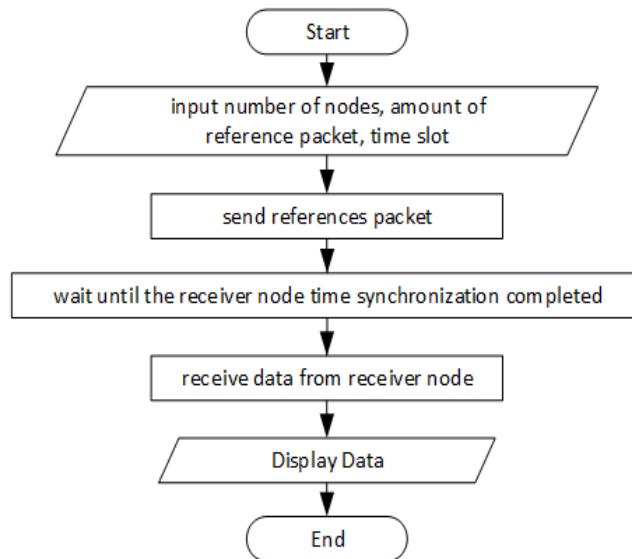 Start
input number of nodes, amount of
reference packet, time slot
send references packet
wait until the receiver node time synchronization completed
receive data from receiver node
Display Data
End